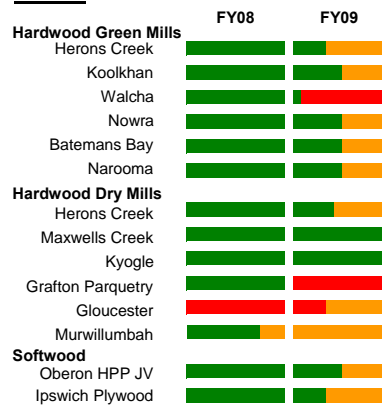 FY08 FY09
Hardwood Green Mills
Herons Creek
Koolkhan
Walcha
Nowra
Batemans Bay
Narooma
Hardwood Dry Mills
Herons Creek
Maxwells Creek
Kyogle
Grafton Parquetry
Gloucester
Murwillumbah
Softwood
Oberon HPP JV
Ipswich Plywood